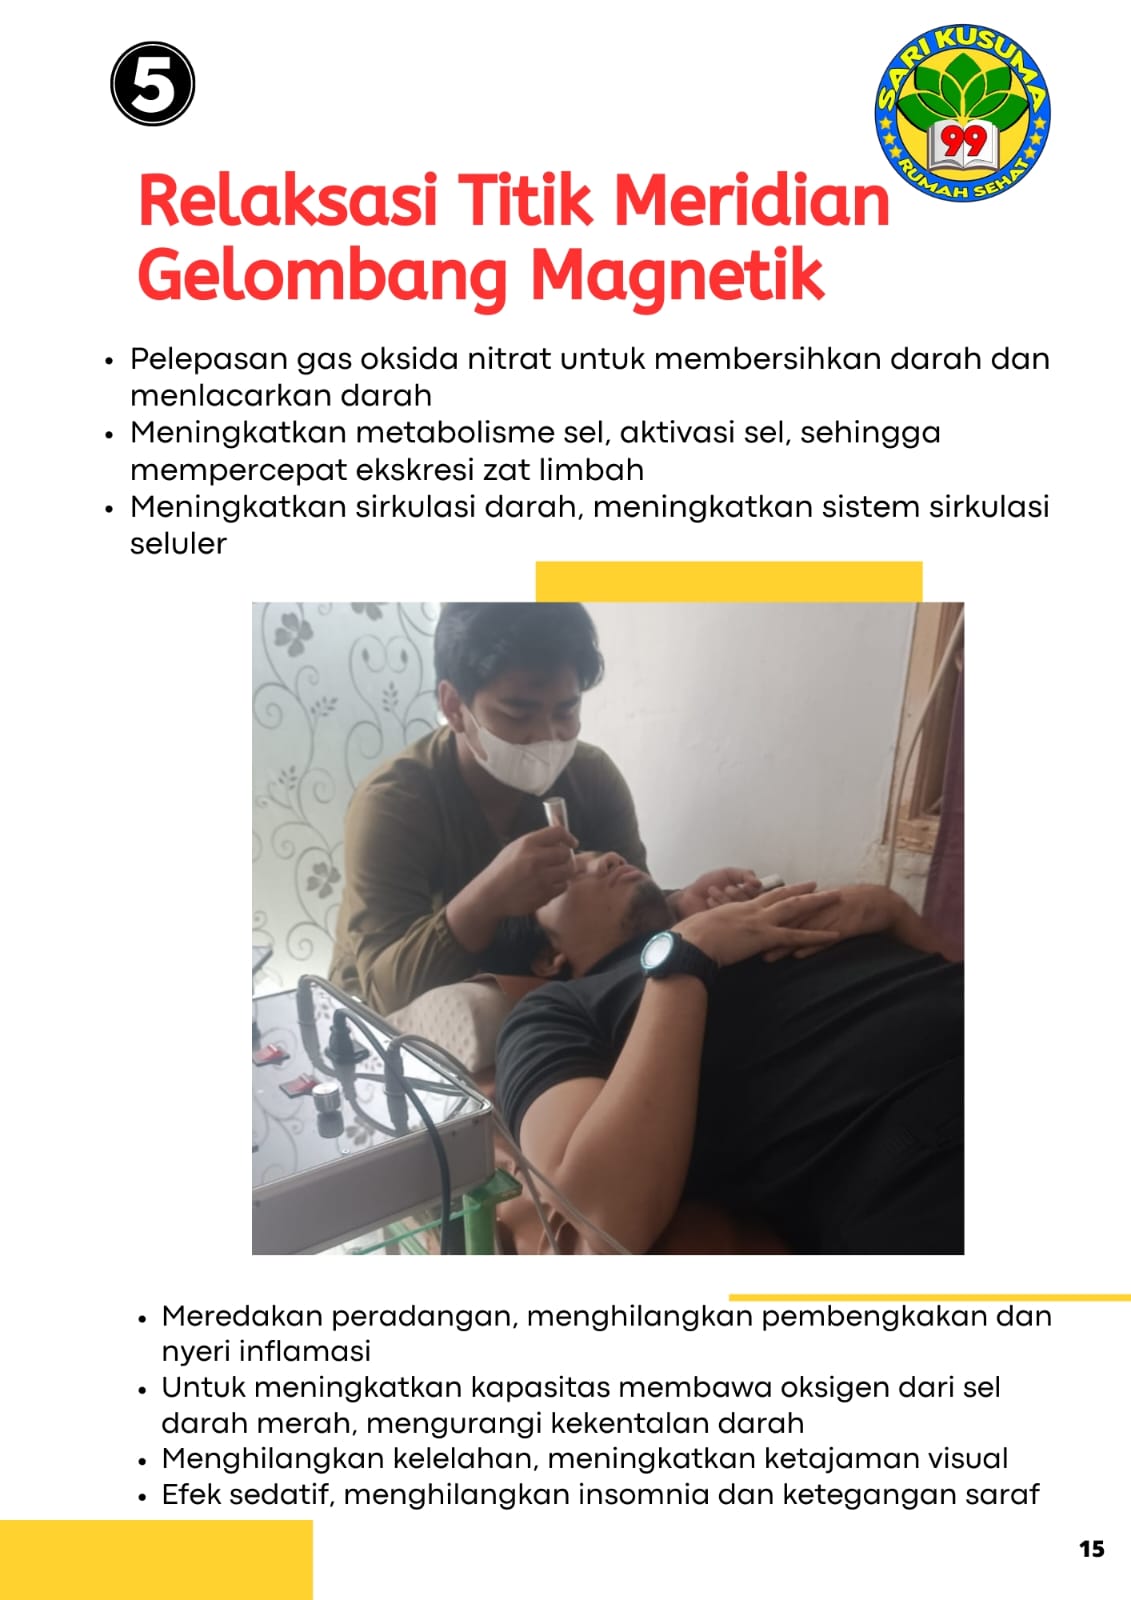 5
SARI KUSUMA
99
RUMAH SEHAT
Relaksasi Titik Meridian
Gelombang Magnetik
• Pelepasan gas oksida nitrat untuk membersihkan darah dan
menlacarkan darah
• Meningkatkan metabolisme sel, aktivasi sel, sehingga
mempercepat ekskresi zat limbah
• Meningkatkan sirkulasi darah, meningkatkan sistem sirkulasi
seluler
• Meredakan peradangan, menghilangkan pembengkakan dan
nyeri inflamasi
• Untuk meningkatkan kapasitas membawa oksigen dari sel
darah merah, mengurangi kekentalan darah
• Menghilangkan kelelahan, meningkatkan ketajaman visual
• Efek sedatif, menghilangkan insomnia dan ketegangan saraf
15